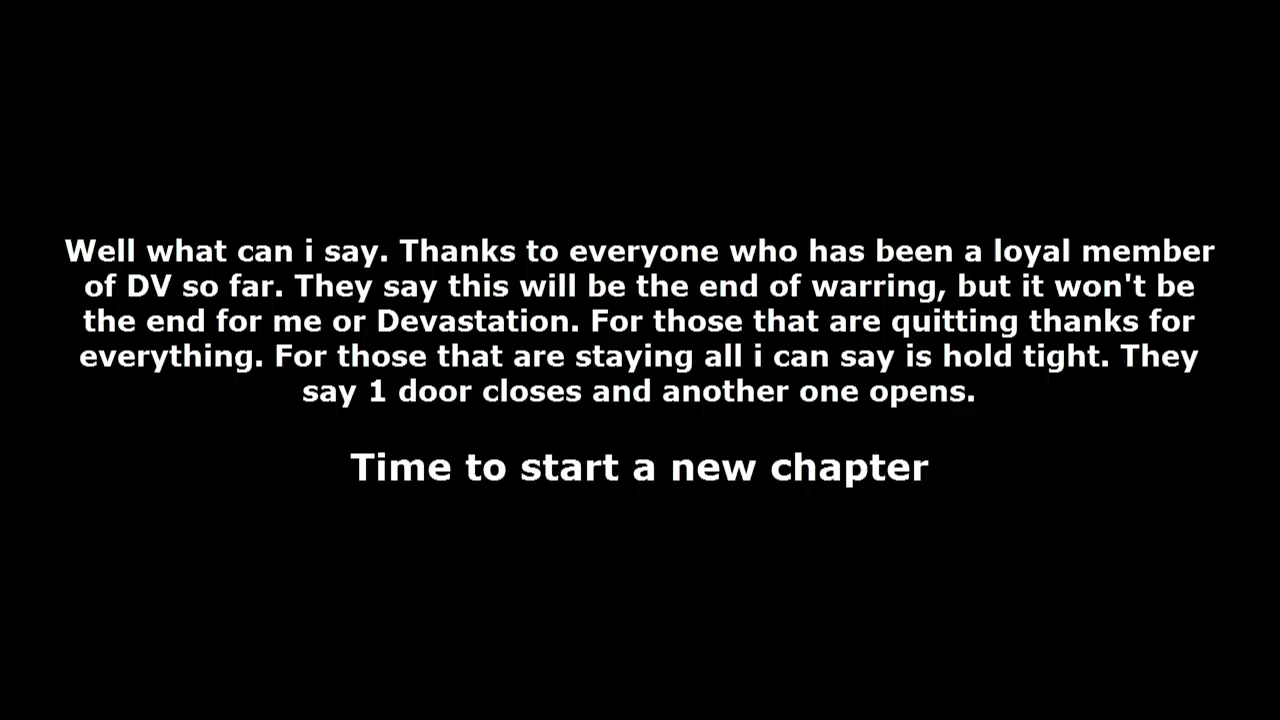 Well what can i say. Thanks to everyone who has been a loyal member
of DV so far. They say this will be the end of warring, but it won't be
the end for me or Devastation. For those that are quitting thanks for
everything. For those that are staying all i can say is hold tight. They
say 1 door closes and another one opens.
Time to start a new chapter